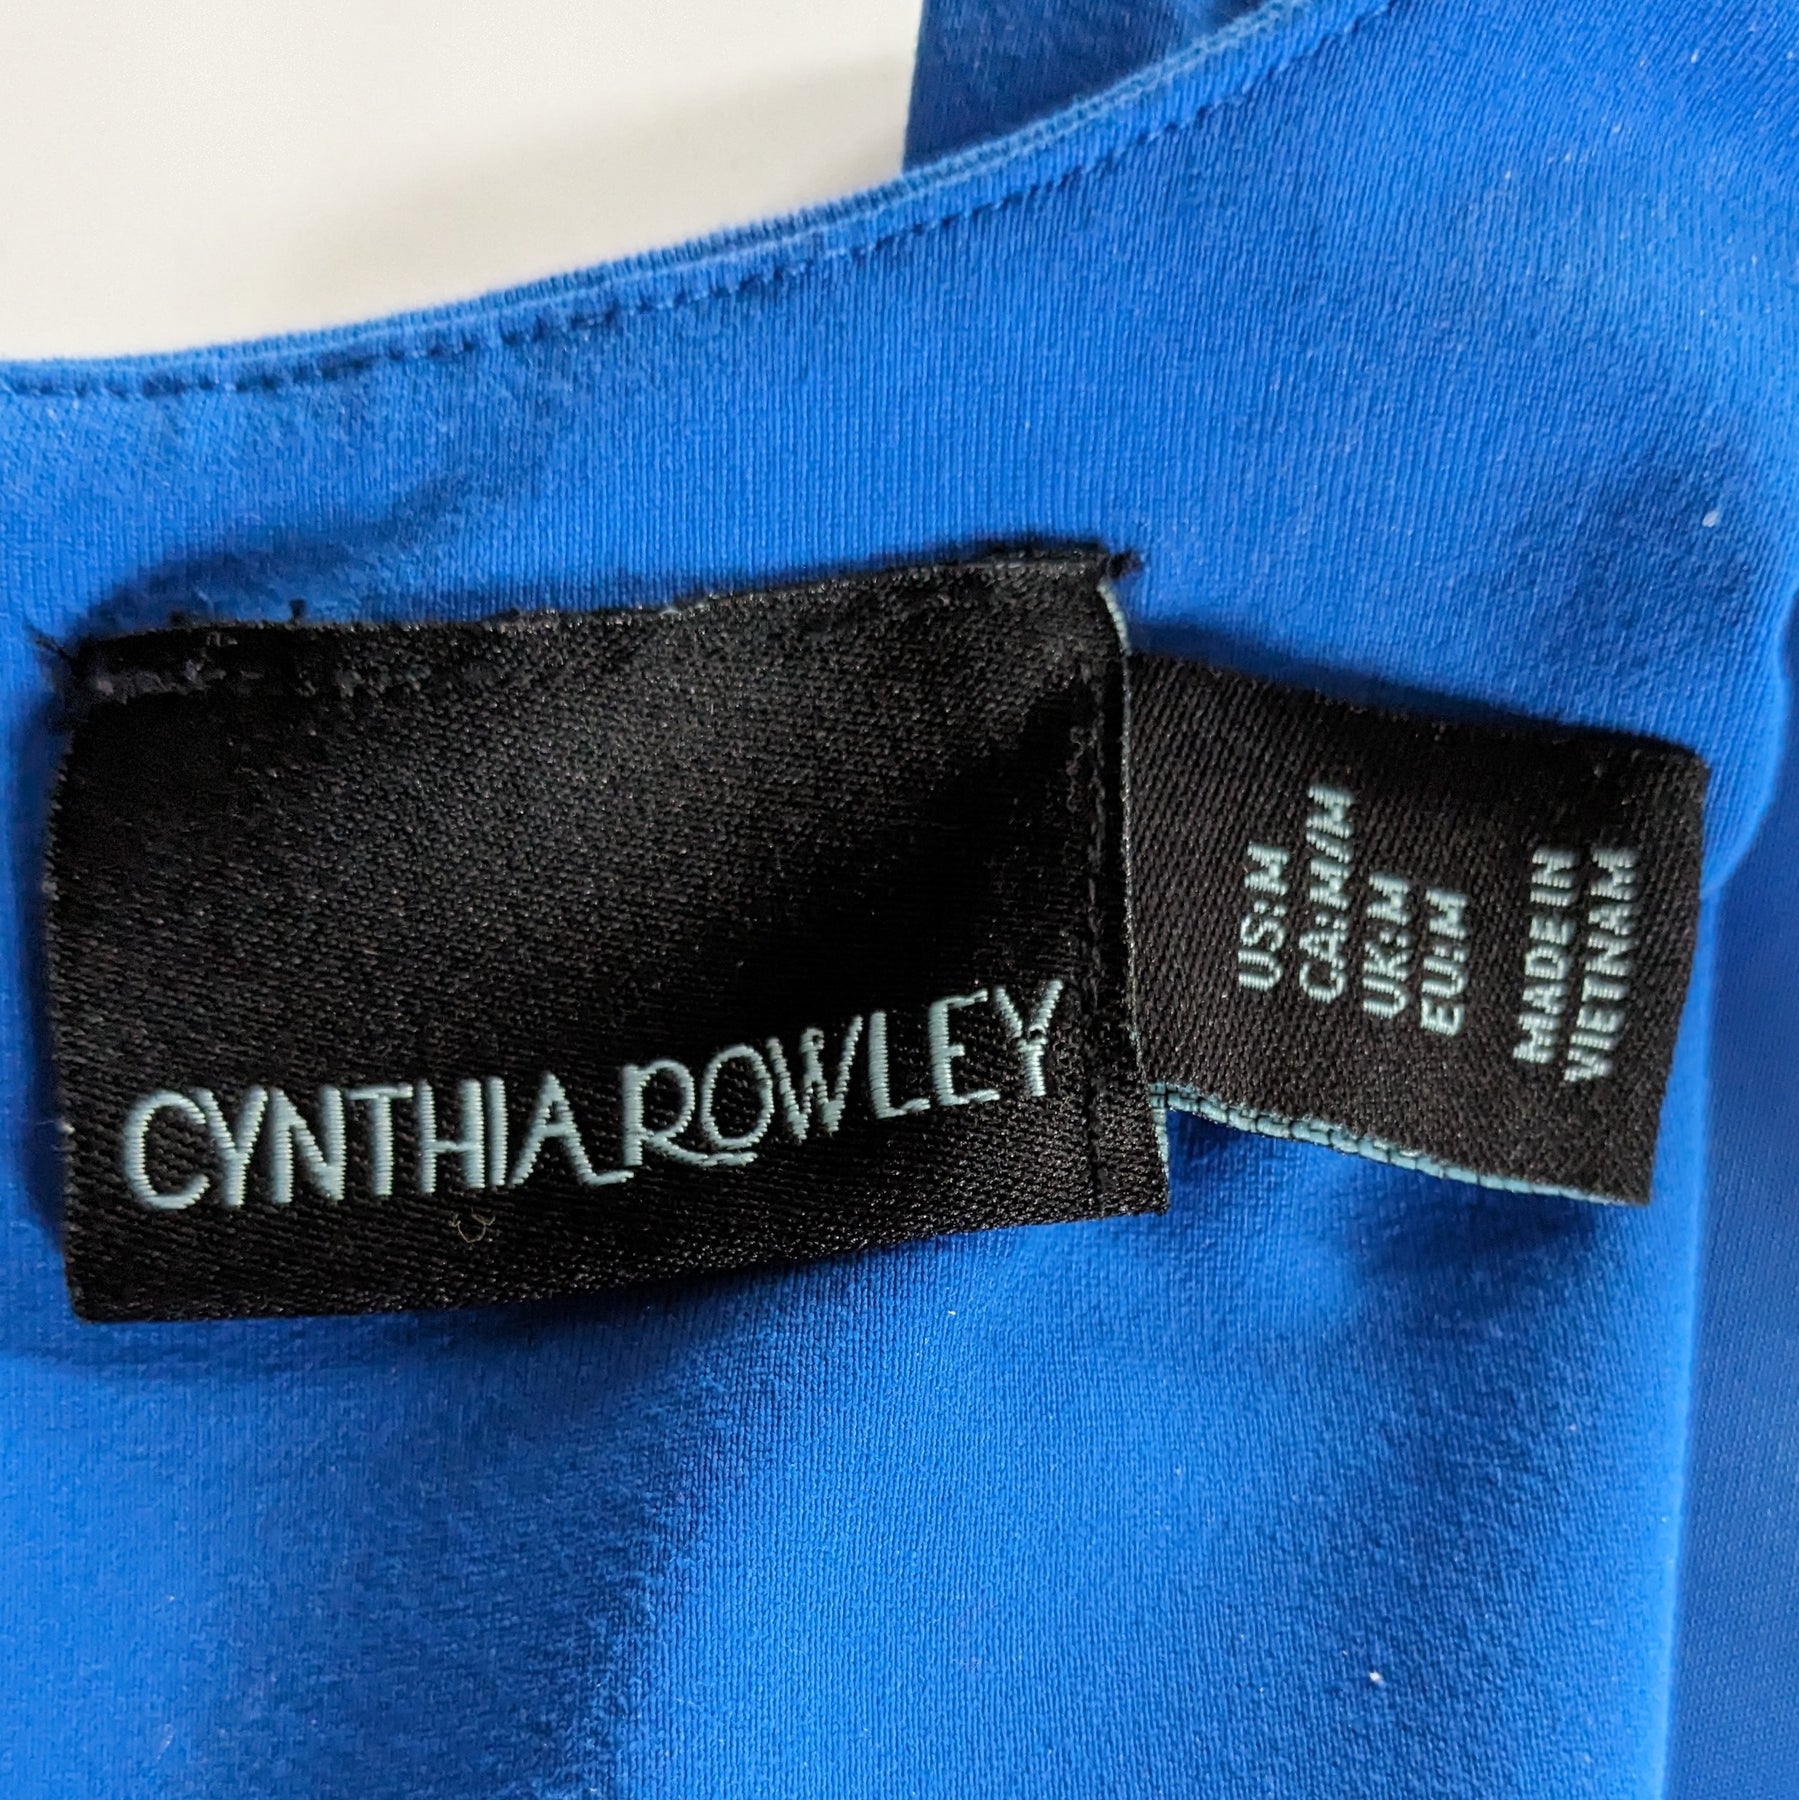 CYNTHIA ROWLEY
US:M
CA:M/M
UK:M
EU:M
MADE IN
VIETNAM